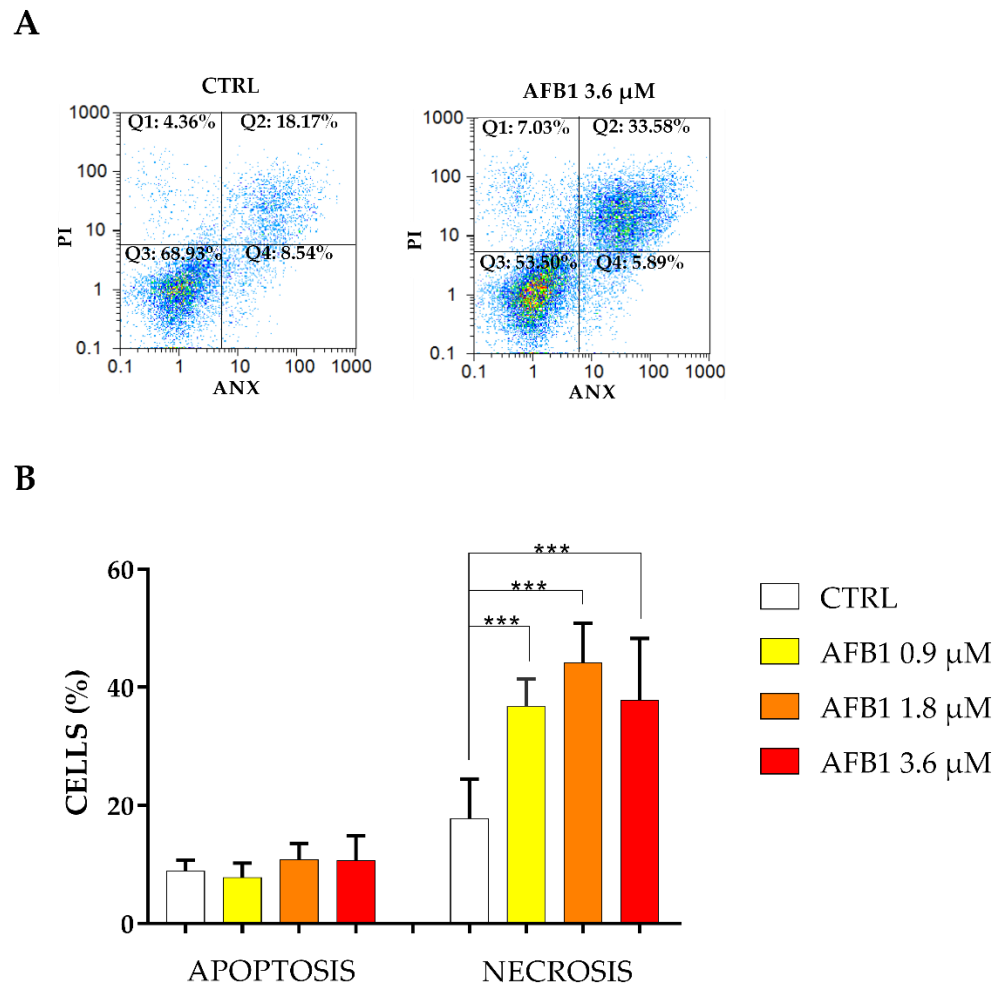 A
CTRL
AFB1 3.6 μM
1000
Q1: 4.36%
Q2: 18.17%
100
PI
10
Q3: 68.93%
Q4: 8.54%
1
0.1
0.1 1 10 100 1000
ANX
1000
Q1: 7.03%
Q2: 33.58%
100
PI
10
Q3: 53.50%
Q4: 5.89%
1
0.1
0.1 1 10 100 1000
ANX
B
CELLS (%)
60
40
20
0
***
***
***
APOPTOSIS
NECROSIS
CTRL
AFB1 0.9 μM
AFB1 1.8 μM
AFB1 3.6 μM